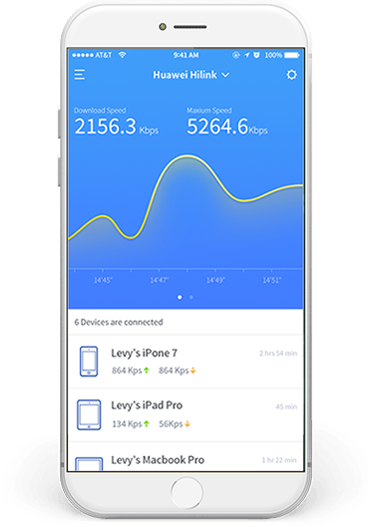 AT&T 9:41 AM 100%
Huawei Hilink
Download Speed Maxium Speed
2156.3 Kbps 5264.6Kbps
14'45" 14'47" 14'49" 14'51"
6 Devices are connected
Levy's iPone 7 2 hrs 54 min
864 Kps 864 Kps
Levy's iPad Pro 45 min
134 Kps 56Kps
Levy's Macbook Pro 1 hr 22 min